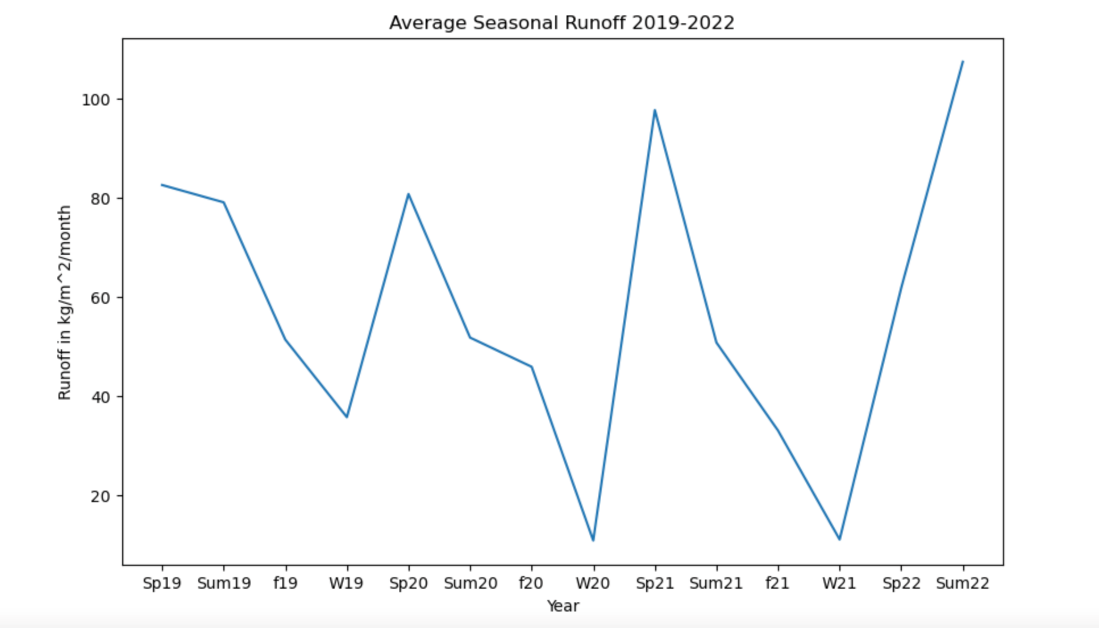 Average Seasonal Runoff 2019-2022
Runoff in kg/m^2/month
100
80
60
40
20
Sp19 Sum19 f19 W19 Sp20 Sum20 f20 W20 Sp21 Sum21 f21 W21 Sp22 Sum22
Year